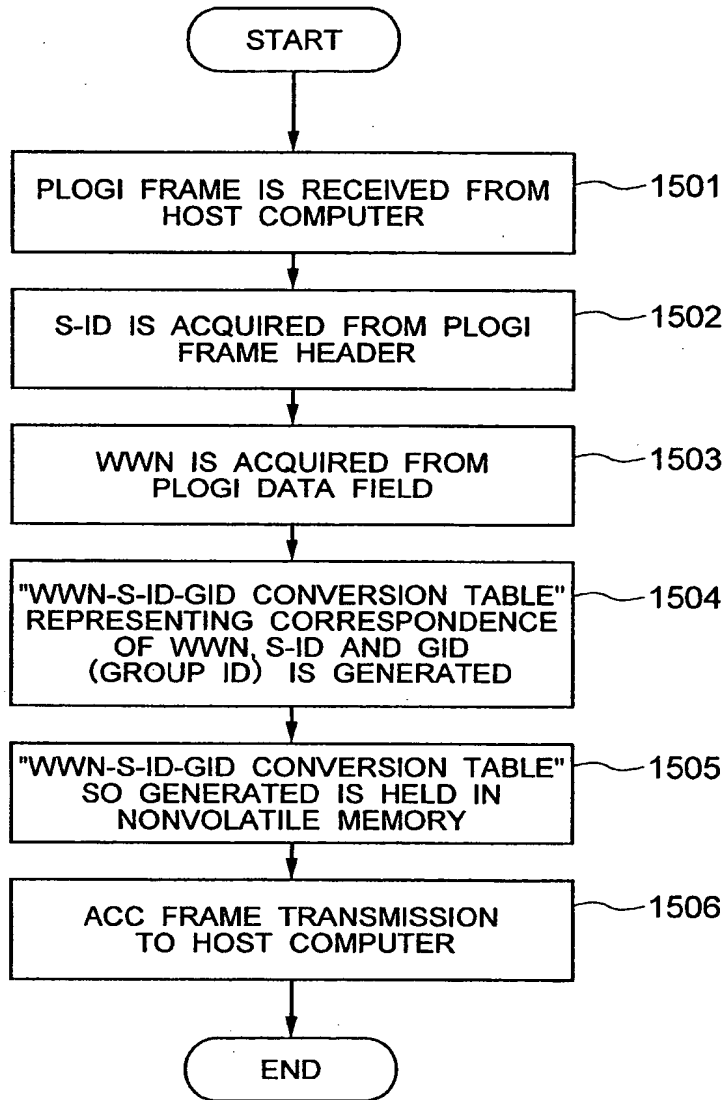 START
PLOGI FRAME IS RECEIVED FROM
HOST COMPUTER
1501
S-ID IS ACQUIRED FROM PLOGI
FRAME HEADER
1502
WWN IS ACQUIRED FROM
PLOGI DATA FIELD
1503
"WWN-S-ID-GID CONVERSION TABLE"
REPRESENTING CORRESPONDENCE
OF WWN, S-ID AND GID
(GROUP ID) IS GENERATED
1504
"WWN-S-ID-GID CONVERSION TABLE"
SO GENERATED IS HELD IN
NONVOLATILE MEMORY
1505
ACC FRAME TRANSMISSION
TO HOST COMPUTER
1506
END